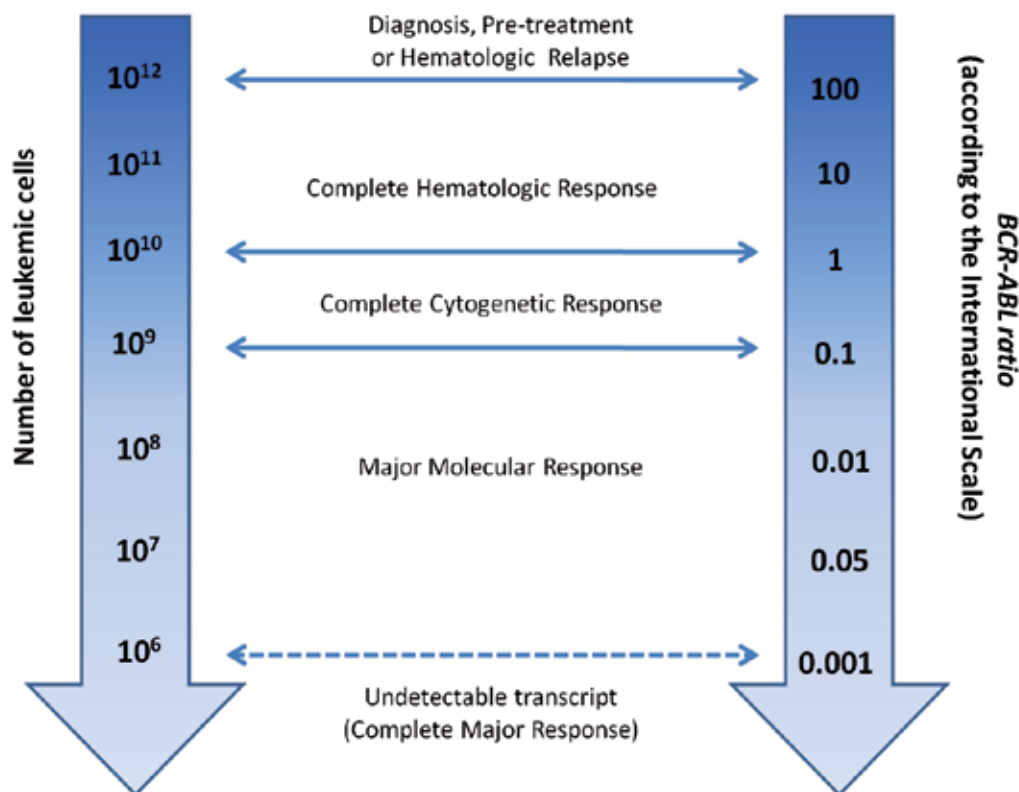 Number of leukemic cells
10¹²
10¹¹
10¹⁰
10⁹
10⁸
10⁷
10⁶
Diagnosis, Pre-treatment
or Hematologic Relapse
Complete Hematologic Response
Complete Cytogenetic Response
Major Molecular Response
Undetectable transcript
(Complete Major Response)
100
10
1
0.1
0.01
0.05
0.001
BCR-ABL ratio
(according to the International Scale)